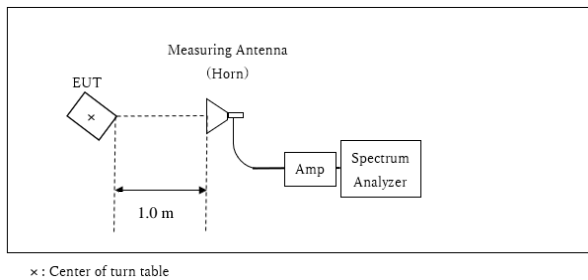 Measuring Antenna
(Horn)
EUT
×
Amp
Spectrum
Analyzer
1.0 m
× : Center of turn table